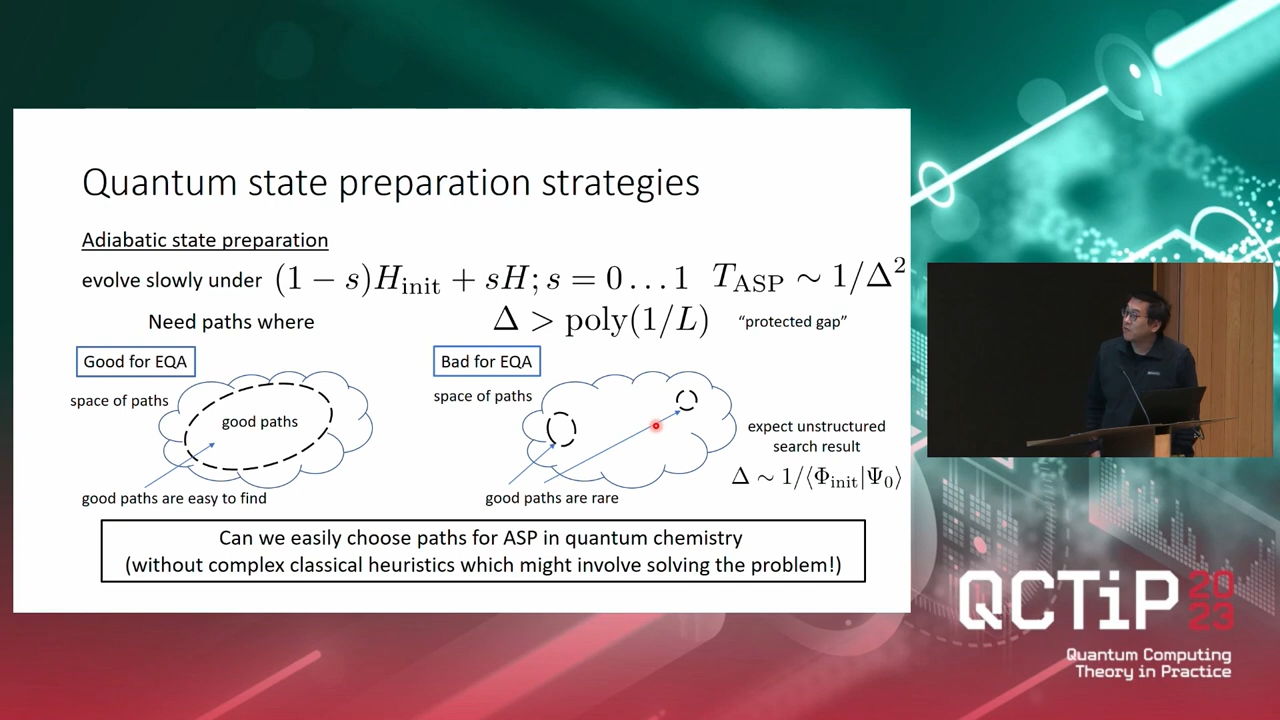 Quantum state preparation strategies
Adiabatic state preparation
evolve slowly under (1 − s)H_init + sH; s = 0 . . . 1 T_ASP ∼ 1/Δ²
Need paths where Δ > poly(1/L) “protected gap”
Good for EQA
space of paths
good paths
good paths are easy to find
Bad for EQA
space of paths
good paths are rare
expect unstructured
search result
Δ ∼ 1/⟨Φ_init|Ψ_0⟩
Can we easily choose paths for ASP in quantum chemistry
(without complex classical heuristics which might involve solving the problem!)
QCTiP 20
23
Quantum Computing
Theory in Practice